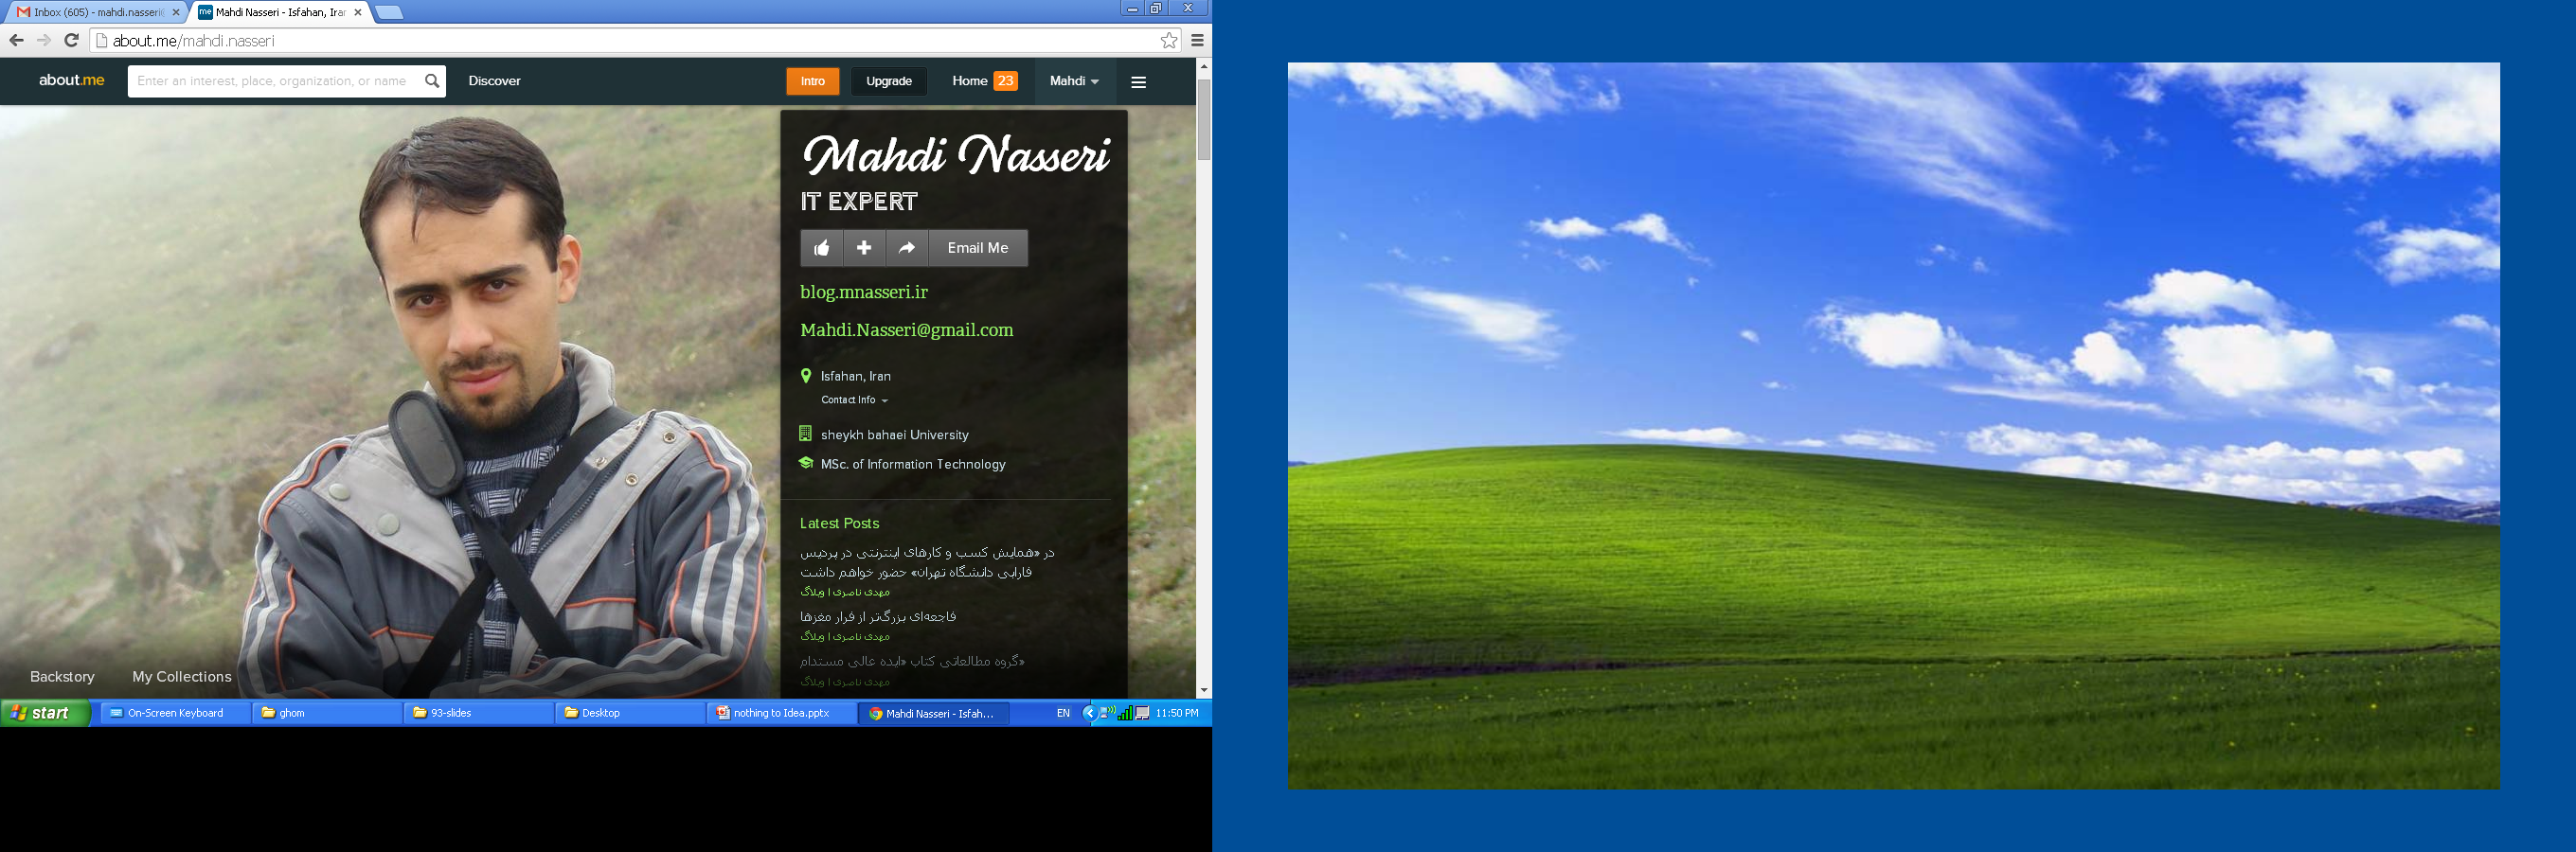 Inbox (605) - mahdi.nasseri@
Mahdi Nasseri - Isfahan, Iran
about.me/mahdi.nasseri
about.me
Enter an interest, place, organization, or name
Discover
Intro
Upgrade
Home 23
Mahdi
Mahdi Nasseri
IT EXPERT
Email Me
blog.mnasseri.ir
Mahdi.Nasseri@gmail.com
Isfahan, Iran
Contact Info
sheykh bahaei University
MSc. of Information Technology
Latest Posts
در «همایش کسب و کارهای اینترنتی در پردیس
فارابی دانشگاه تهران» حضور خواهم داشت
مهدی ناصری | وبلاگ
فاجعه‌ای بزرگ‌تر از فرار مغزها
مهدی ناصری | وبلاگ
گروه مطالعاتی کتاب «ایده عالی مستدام»
مهدی ناصری | وبلاگ
Backstory
My Collections
start
On-Screen Keyboard
ghom
93-slides
Desktop
nothing to Idea.pptx
Mahdi Nasseri - Isfah...
EN
11:50 PM